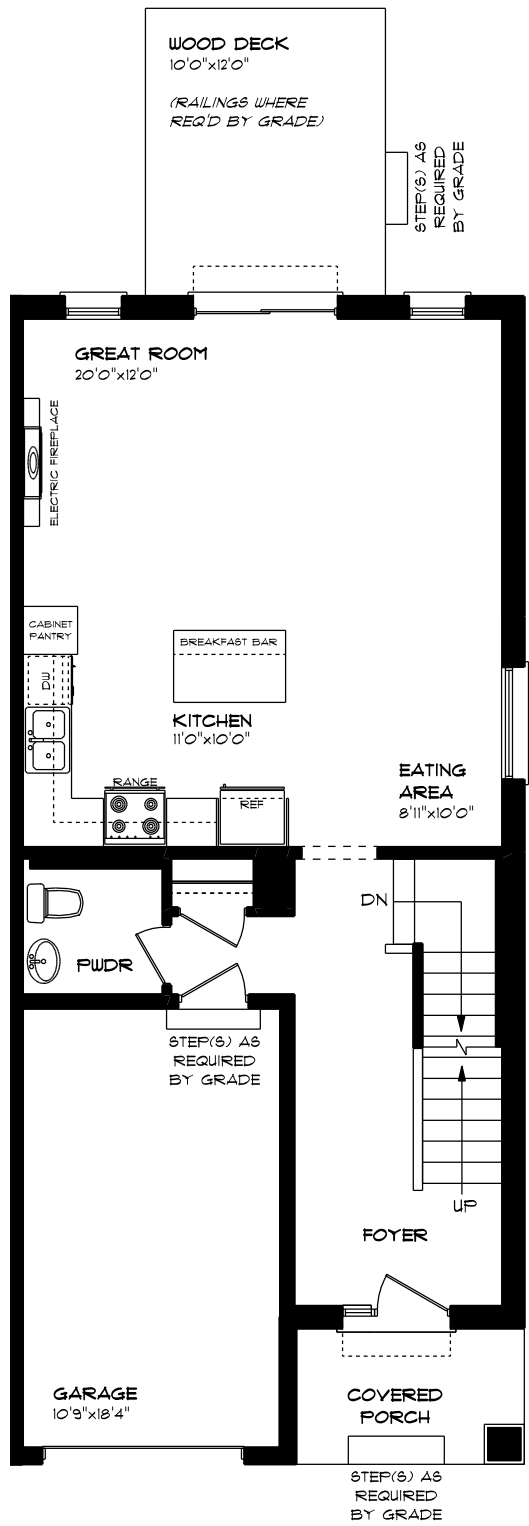 WOOD DECK
10'0"x12'0"
(RAILINGS WHERE
REQ'D BY GRADE)
STEP(S) AS
REQUIRED
BY GRADE
GREAT ROOM
20'0"x12'0"
ELECTRIC FIREPLACE
CABINET
PANTRY
BREAKFAST BAR
DW
KITCHEN
11'0"x10'0"
EATING
AREA
8'11"x10'0"
RANGE
REF
DN
PWDR
STEP(S) AS
REQUIRED
BY GRADE
UP
FOYER
GARAGE
10'9"x18'4"
COVERED
PORCH
STEP(S) AS
REQUIRED
BY GRADE